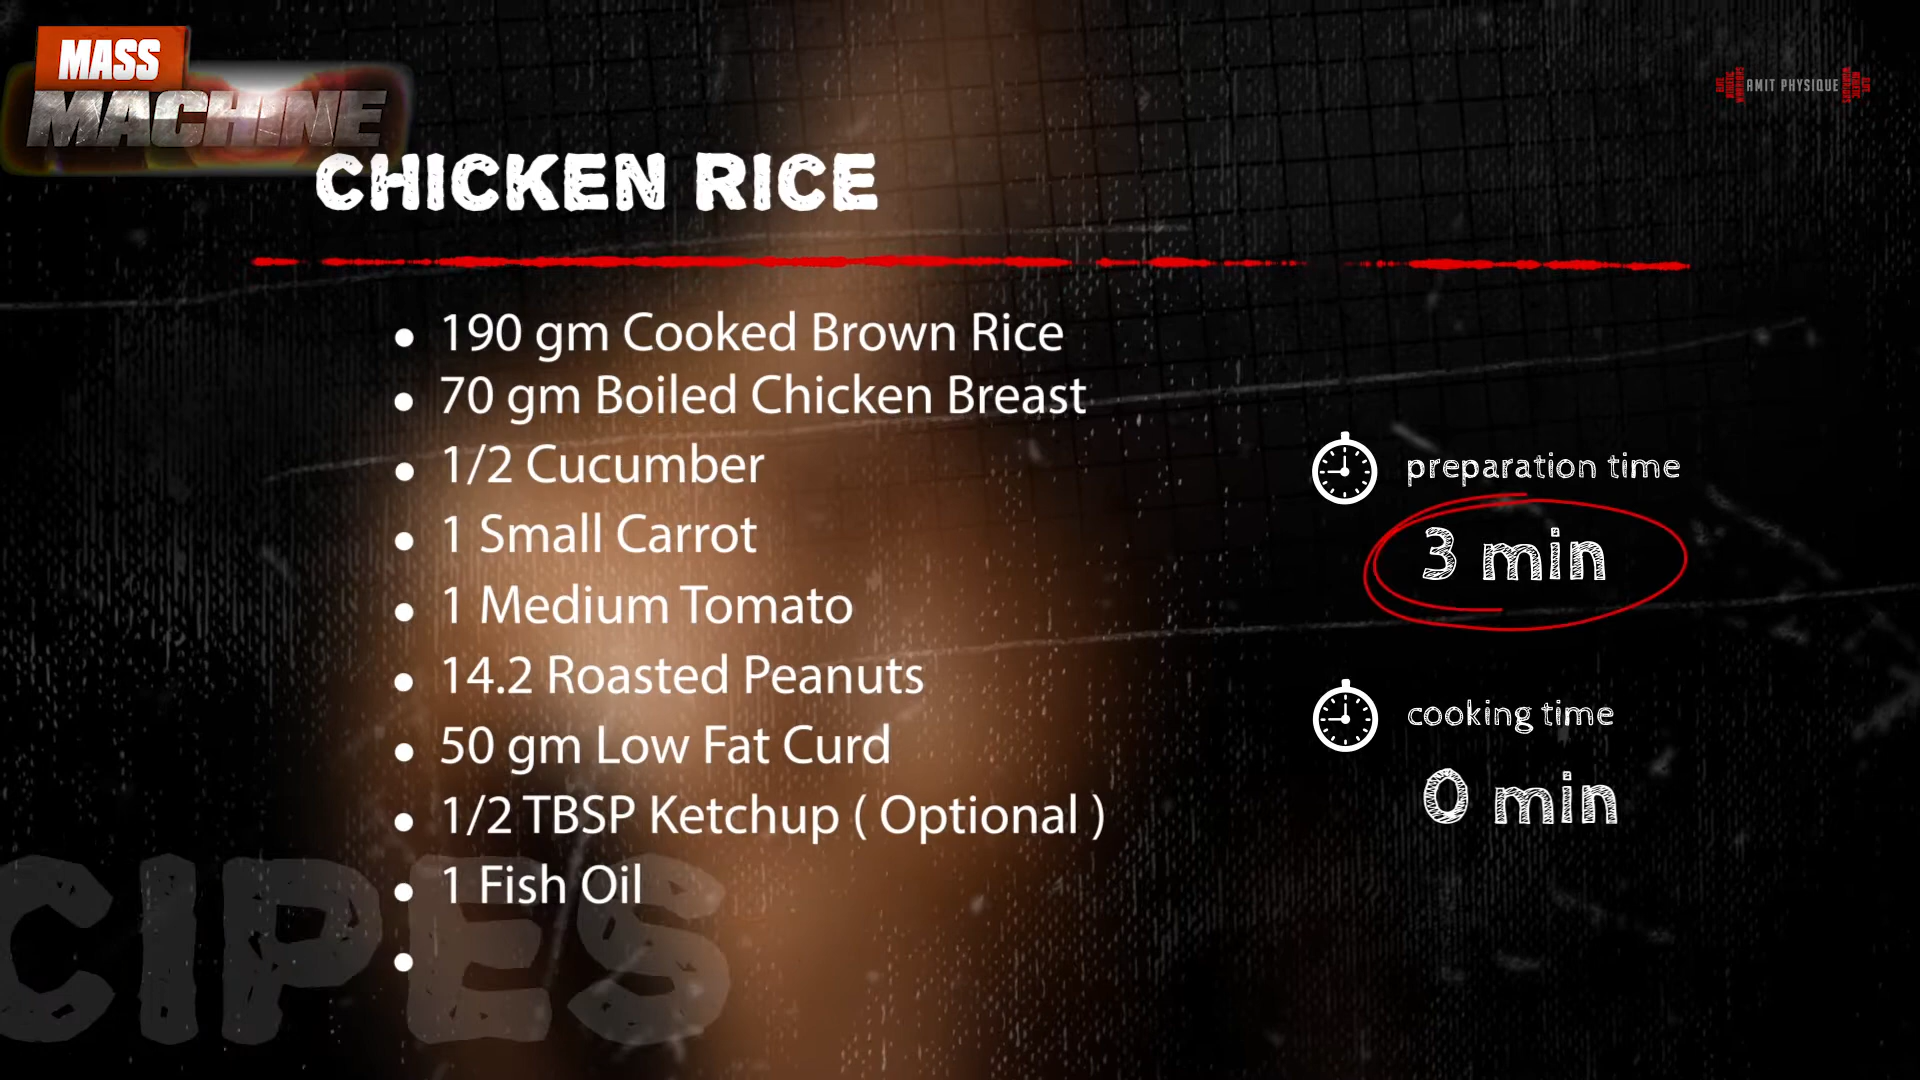 MASS
MACHINE
AMIT PHYSIQUE
CHICKEN RICE
190 gm Cooked Brown Rice
70 gm Boiled Chicken Breast
1/2 Cucumber
1 Small Carrot
1 Medium Tomato
14.2 Roasted Peanuts
50 gm Low Fat Curd
1/2 TBSP Ketchup ( Optional )
1 Fish Oil
preparation time
3 min
cooking time
0 min
CIPES